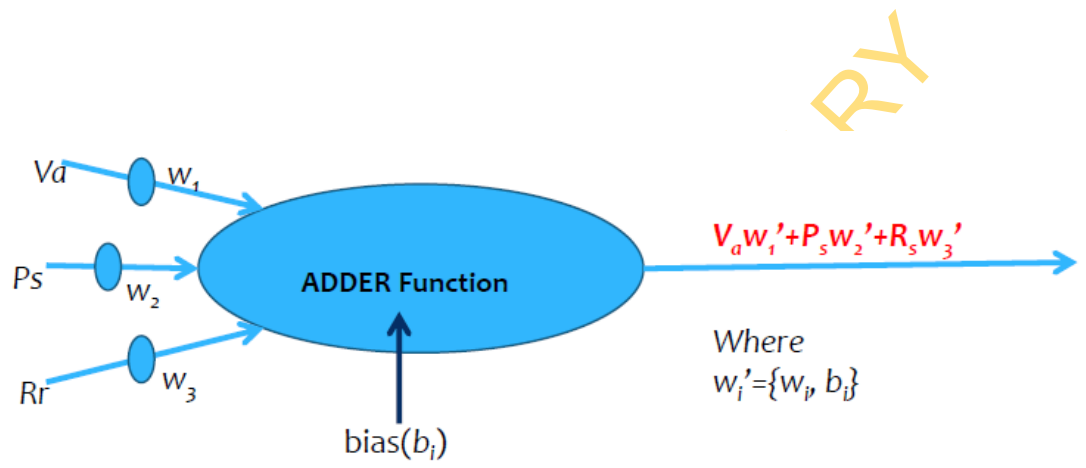 RY
Va
w₁
Vₐw₁'+Pₛw₂'+Rₛw₃'
Ps
w₂
ADDER Function
Rr
w₃
Where
wᵢ'={wᵢ, bᵢ}
bias(bᵢ)